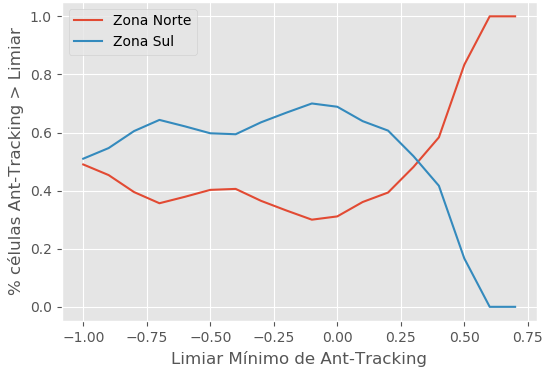 Zona Norte
Zona Sul
1.0
0.8
0.6
0.4
0.2
0.0
% células Ant-Tracking > Limiar
−1.00 −0.75 −0.50 −0.25 0.00 0.25 0.50 0.75
Limiar Mínimo de Ant-Tracking